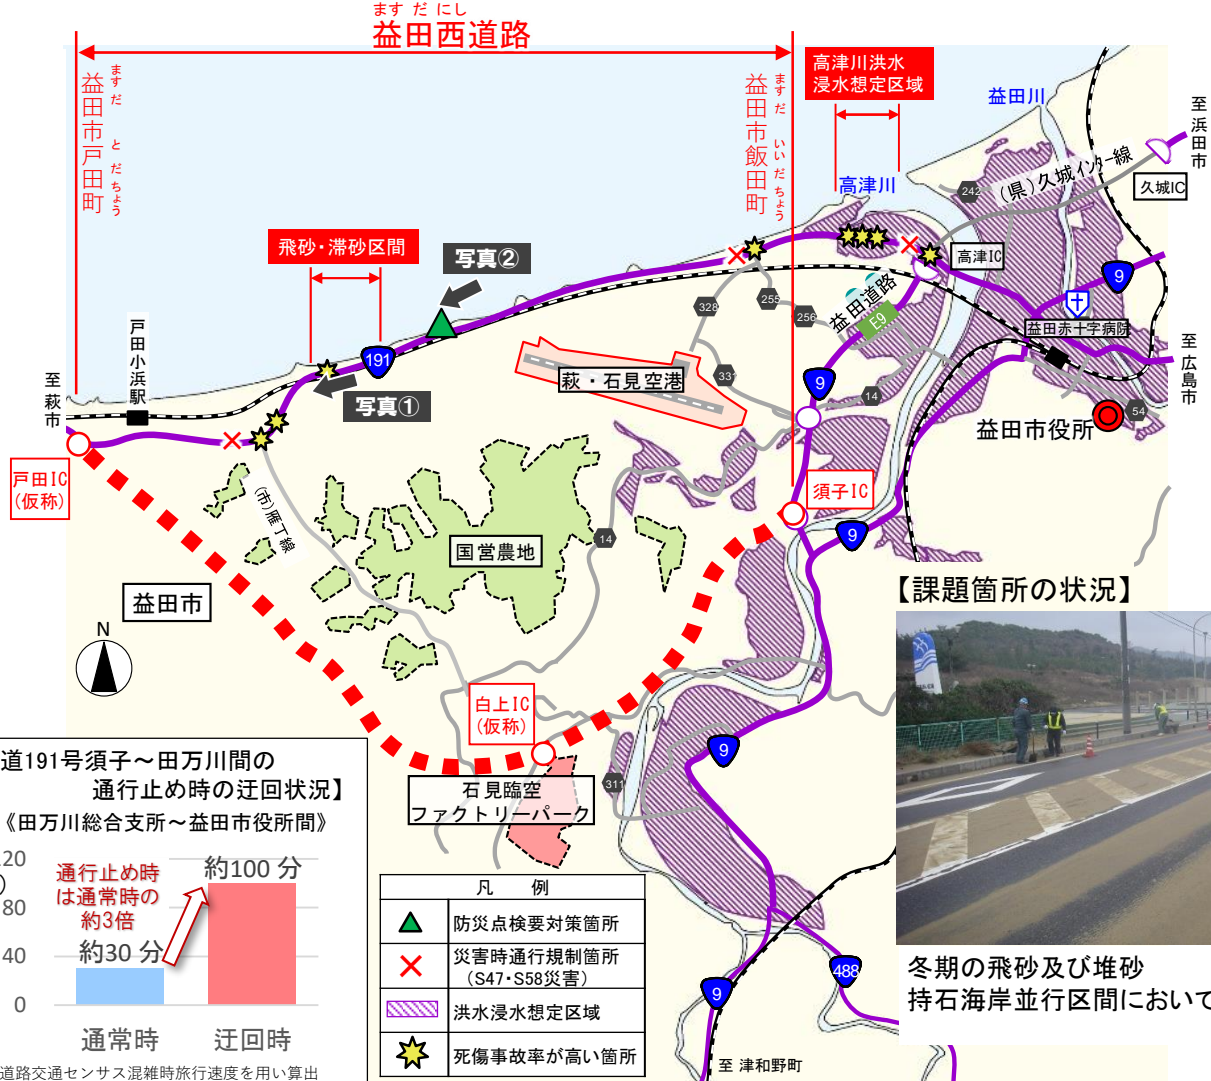 ます だ にし
益田西道路
ます だ と だ ちょう
益田市戸田町
ます だ いい だ ちょう
益田市飯田町
高津川洪水
浸水想定区域
益田川
至 浜田市
(県)久城インター線
久城IC
242
高津川
飛砂・滞砂区間
写真②
高津IC
9
益田道路
E9
328
255
256
益田赤十字病院
至 広島市
戸田小浜駅
至 萩市
191
写真①
萩・石見空港
331
9
14
54
益田市役所
戸田IC
(仮称)
須子IC
(市)雁丁線
国営農地
14
9
益田市
N
白上IC
(仮称)
9
311
石見臨空
ファクトリーパーク
【課題箇所の状況】
冬期の飛砂及び堆砂
持石海岸並行区間において
道191号須子～田万川間の
通行止め時の迂回状況】
《田万川総合支所～益田市役所間》
20
)
80
40
0
通行止め時
は通常時の
約3倍
約30 分
約100 分
通常時
迂回時
道路交通センサス混雑時旅行速度を用い算出
凡 例
防災点検要対策箇所
災害時通行規制箇所
(S47・S58災害)
洪水浸水想定区域
死傷事故率が高い箇所
9
488
至 津和野町